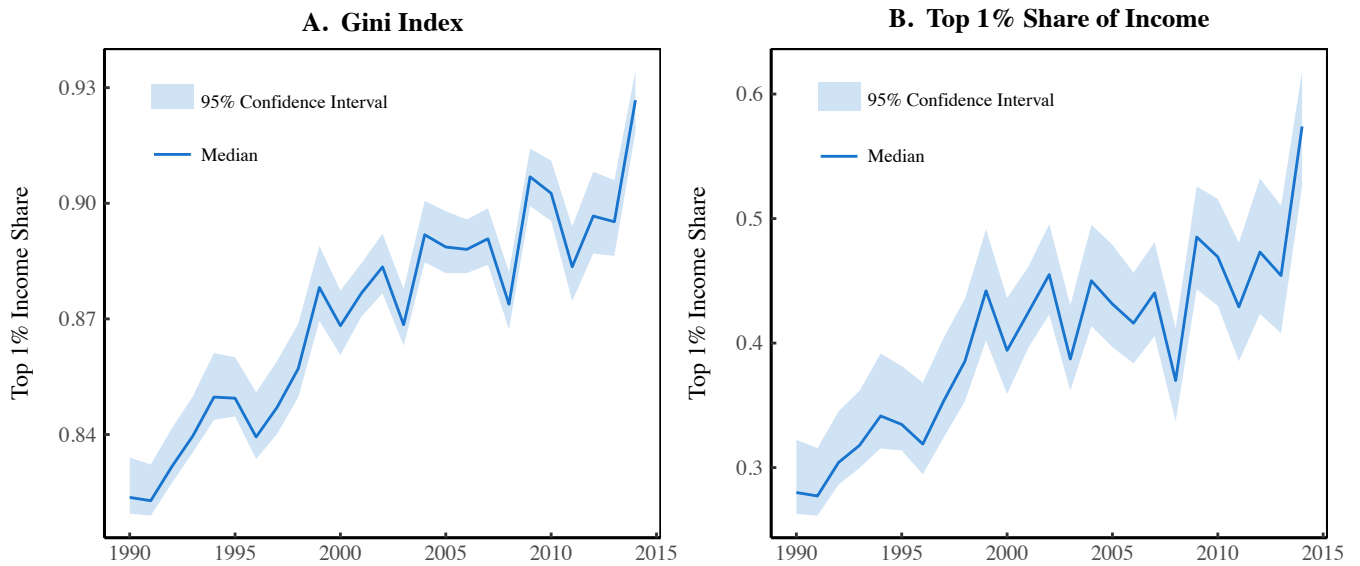 A. Gini Index
Top 1% Income Share
0.93
0.90
0.87
0.84
95% Confidence Interval
Median
1990 1995 2000 2005 2010 2015
B. Top 1% Share of Income
Top 1% Income Share
0.6
0.5
0.4
0.3
95% Confidence Interval
Median
1990 1995 2000 2005 2010 2015